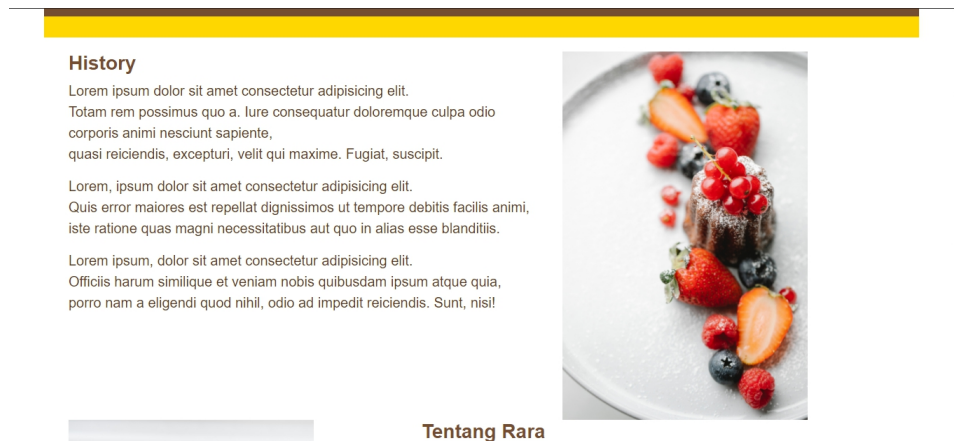 History
Lorem ipsum dolor sit amet consectetur adipisicing elit.
Totam rem possimus quo a. Iure consequatur doloremque culpa odio
corporis animi nesciunt sapiente,
quasi reiciendis, excepturi, velit qui maxime. Fugiat, suscipit.
Lorem, ipsum dolor sit amet consectetur adipisicing elit.
Quis error maiores est repellat dignissimos ut tempore debitis facilis animi,
iste ratione quas magni necessitatibus aut quo in alias esse blanditiis.
Lorem ipsum, dolor sit amet consectetur adipisicing elit.
Officiis harum similique et veniam nobis quibusdam ipsum atque quia,
porro nam a eligendi quod nihil, odio ad impedit reiciendis. Sunt, nisi!
Tentang Rara